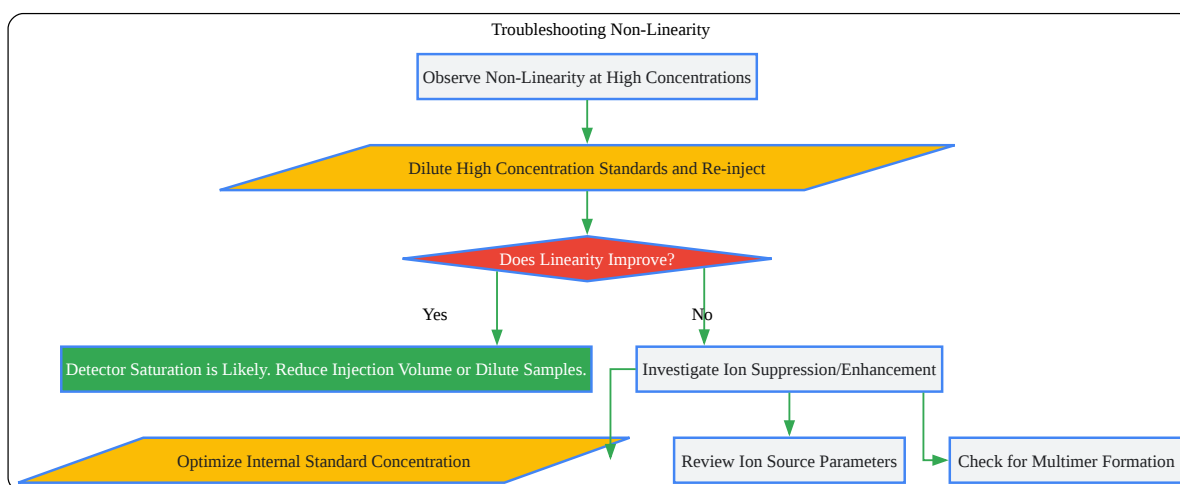 Troubleshooting Non-Linearity
Observe Non-Linearity at High Concentrations
Dilute High Concentration Standards and Re-inject
Does Linearity Improve?
Yes
No
Detector Saturation is Likely. Reduce Injection Volume or Dilute Samples.
Investigate Ion Suppression/Enhancement
Optimize Internal Standard Concentration
Review Ion Source Parameters
Check for Multimer Formation